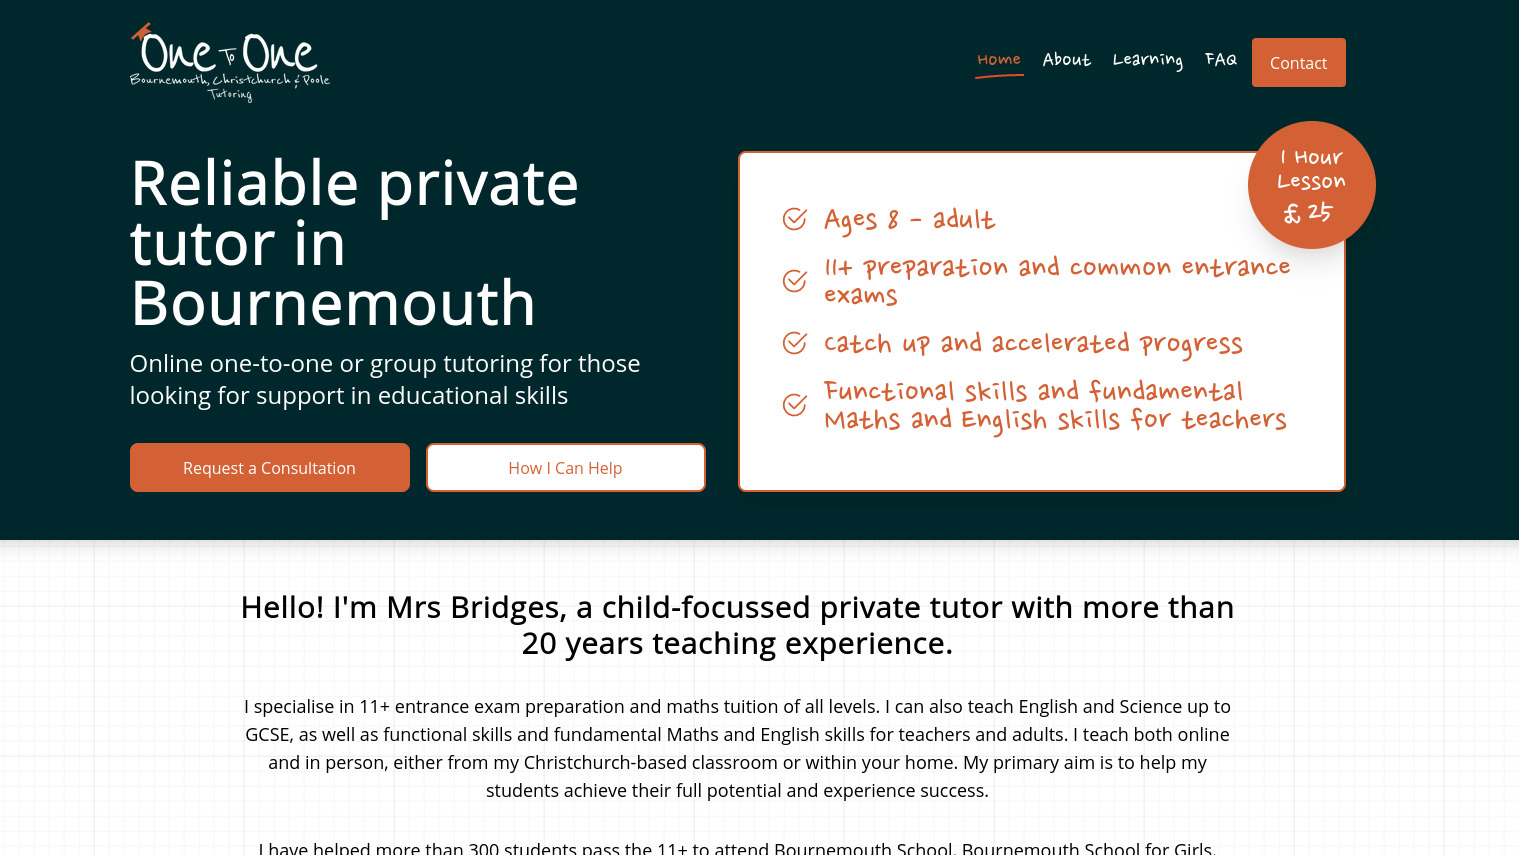 One To One
Bournemouth, Christchurch & Poole
Tutoring
Home
About
Learning
FAQ
Contact
Reliable private
tutor in
Bournemouth
Online one-to-one or group tutoring for those
looking for support in educational skills
Request a Consultation
How I Can Help
1 Hour
Lesson
£ 25
Ages 8 - adult
11+ preparation and common entrance
exams
catch up and accelerated progress
Functional skills and fundamental
Maths and English skills for teachers
Hello! I'm Mrs Bridges, a child-focussed private tutor with more than
20 years teaching experience.
I specialise in 11+ entrance exam preparation and maths tuition of all levels. I can also teach English and Science up to
GCSE, as well as functional skills and fundamental Maths and English skills for teachers and adults. I teach both online
and in person, either from my Christchurch-based classroom or within your home. My primary aim is to help my
students achieve their full potential and experience success.
I have helped more than 300 students pass the 11+ to attend Bournemouth School, Bournemouth School for Girls,